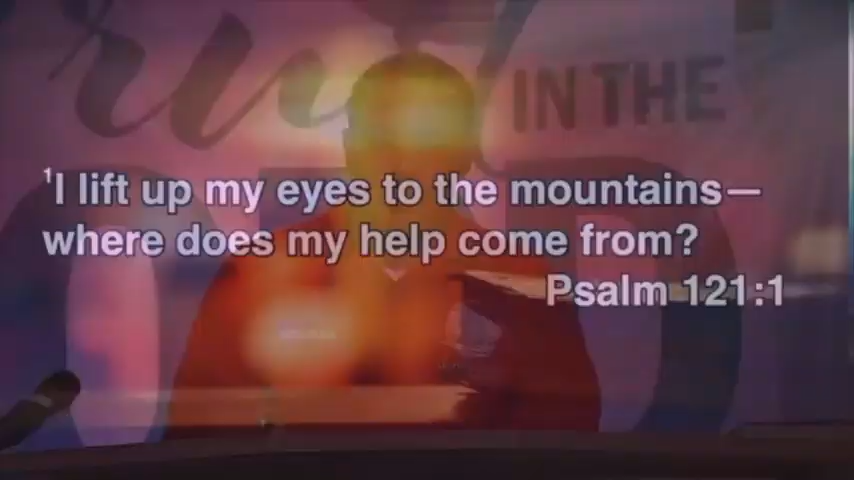 IN THE
¹I lift up my eyes to the mountains—
where does my help come from?
Psalm 121:1